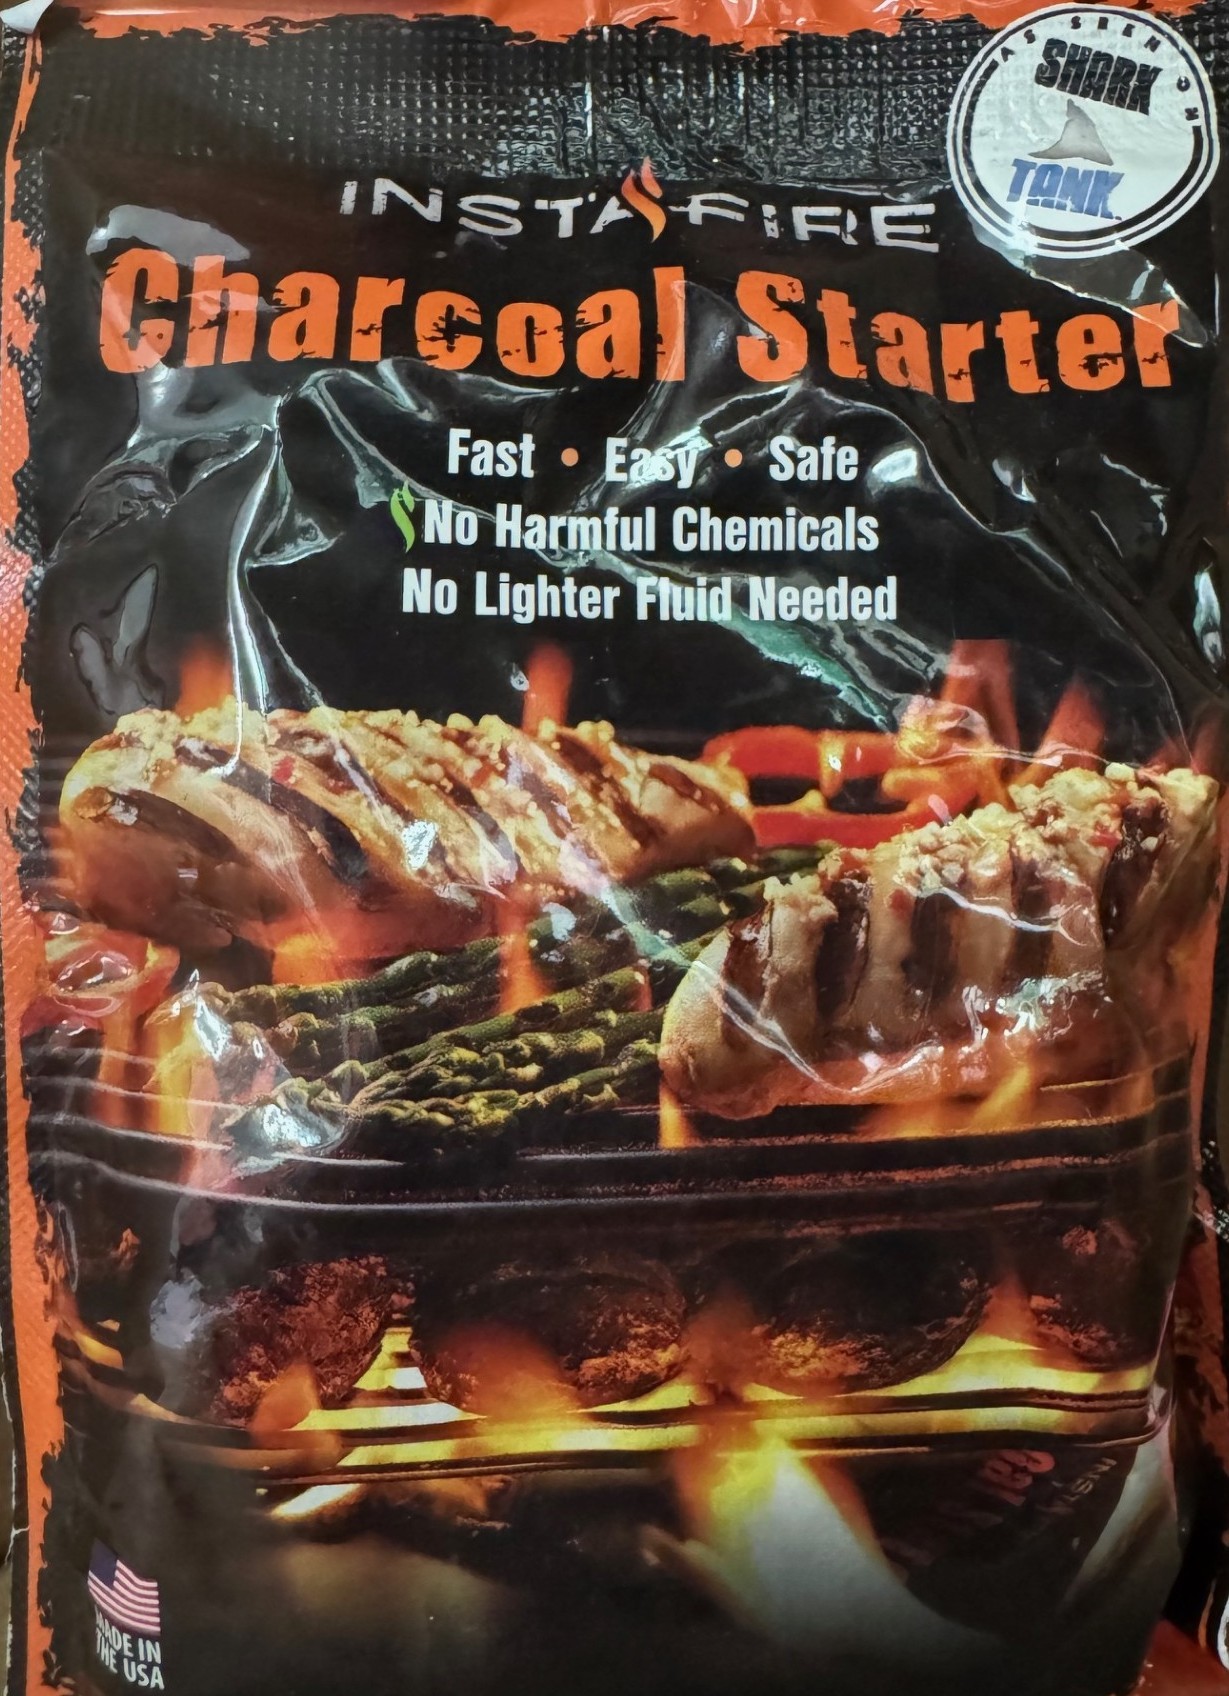 AS SEEN ON
SHARK
TANK
INSTAFIRE
Charcoal Starter
Fast • Easy • Safe
No Harmful Chemicals
No Lighter Fluid Needed
INSTA
MADE IN
THE USA